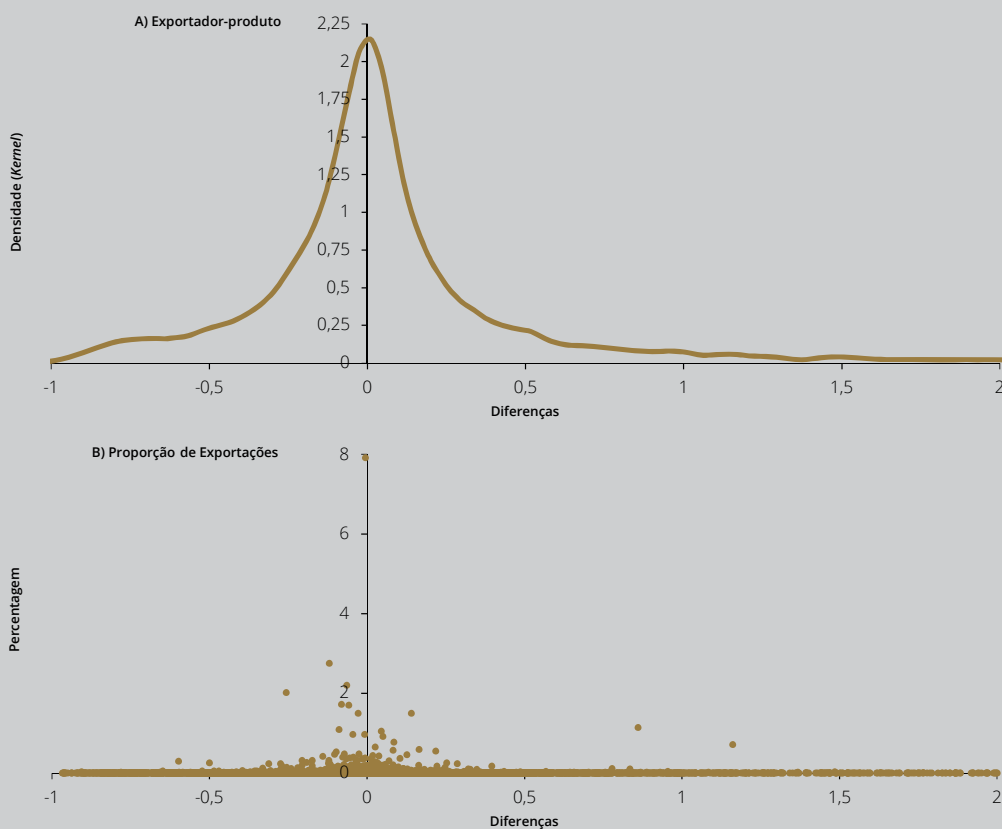 A) Exportador-produto
2,25
2
1,75
1,5
1,25
1
0,75
0,5
0,25
0
Densidade (Kernel)
-1 -0,5 0 0,5 1 1,5 2
Diferenças
B) Proporção de Exportações
8
6
4
2
0
Percentagem
-1 -0,5 0 0,5 1 1,5 2
Diferenças